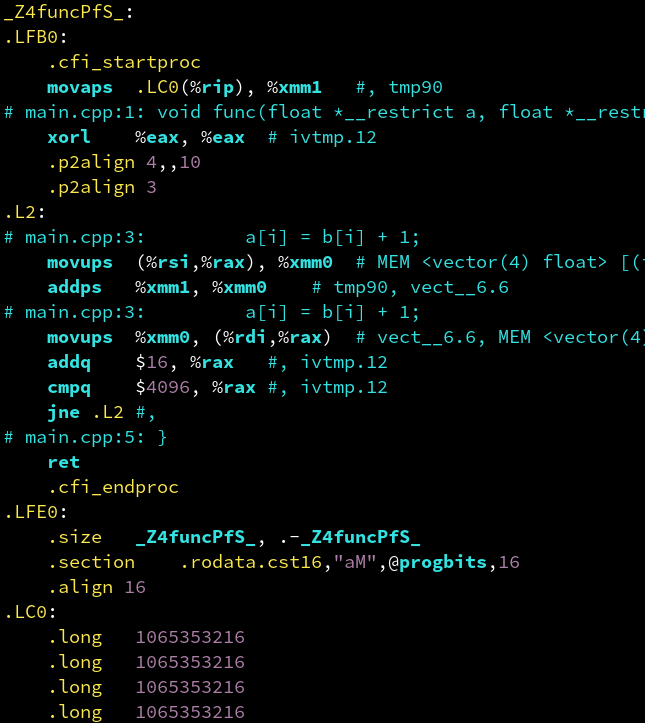 _Z4funcPfS_:
.LFB0:
    .cfi_startproc
    movaps  .LC0(%rip), %xmm1   #, tmp90
# main.cpp:1: void func(float *__restrict a, float *__restr
    xorl    %eax, %eax  # ivtmp.12
    .p2align 4,,10
    .p2align 3
.L2:
# main.cpp:3:         a[i] = b[i] + 1;
    movups  (%rsi,%rax), %xmm0  # MEM <vector(4) float> [(
    addps   %xmm1, %xmm0    # tmp90, vect__6.6
# main.cpp:3:         a[i] = b[i] + 1;
    movups  %xmm0, (%rdi,%rax)  # vect__6.6, MEM <vector(4)
    addq    $16, %rax   #, ivtmp.12
    cmpq    $4096, %rax #, ivtmp.12
    jne .L2 #,
# main.cpp:5: }
    ret
    .cfi_endproc
.LFE0:
    .size   _Z4funcPfS_, .-_Z4funcPfS_
    .section    .rodata.cst16,"aM",@progbits,16
    .align 16
.LC0:
    .long   1065353216
    .long   1065353216
    .long   1065353216
    .long   1065353216